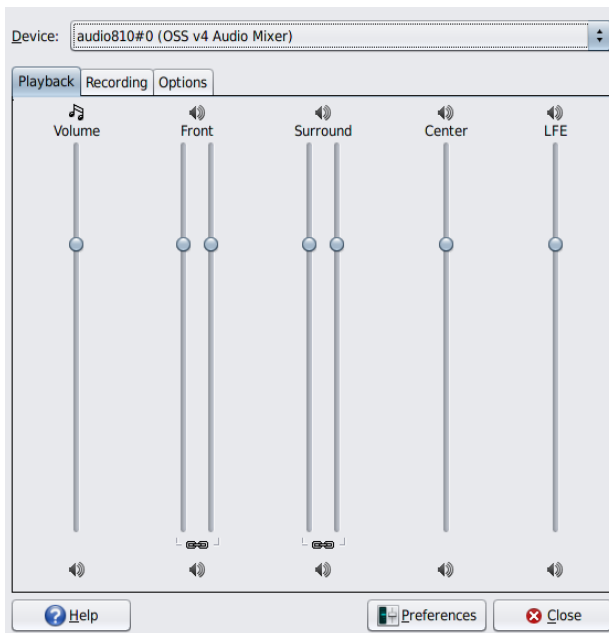 Device: audio810#0 (OSS v4 Audio Mixer)
Playback Recording Options
Volume Front Surround Center LFE
Help Preferences Close